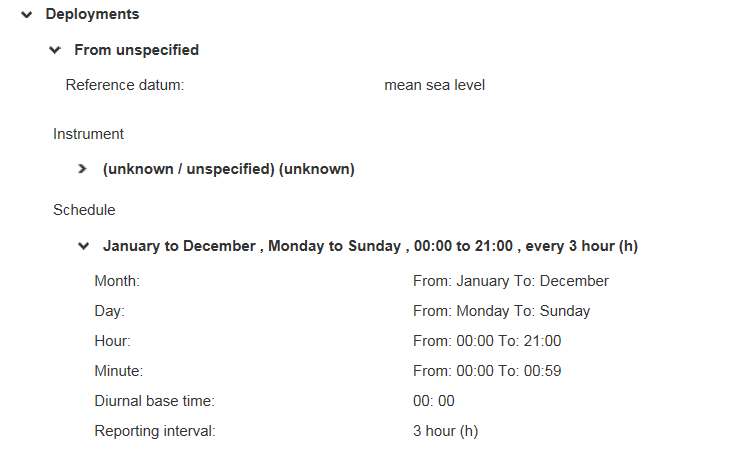 Deployments
From unspecified
Reference datum: mean sea level
Instrument
(unknown / unspecified) (unknown)
Schedule
January to December , Monday to Sunday , 00:00 to 21:00 , every 3 hour (h)
Month: From: January To: December
Day: From: Monday To: Sunday
Hour: From: 00:00 To: 21:00
Minute: From: 00:00 To: 00:59
Diurnal base time: 00: 00
Reporting interval: 3 hour (h)